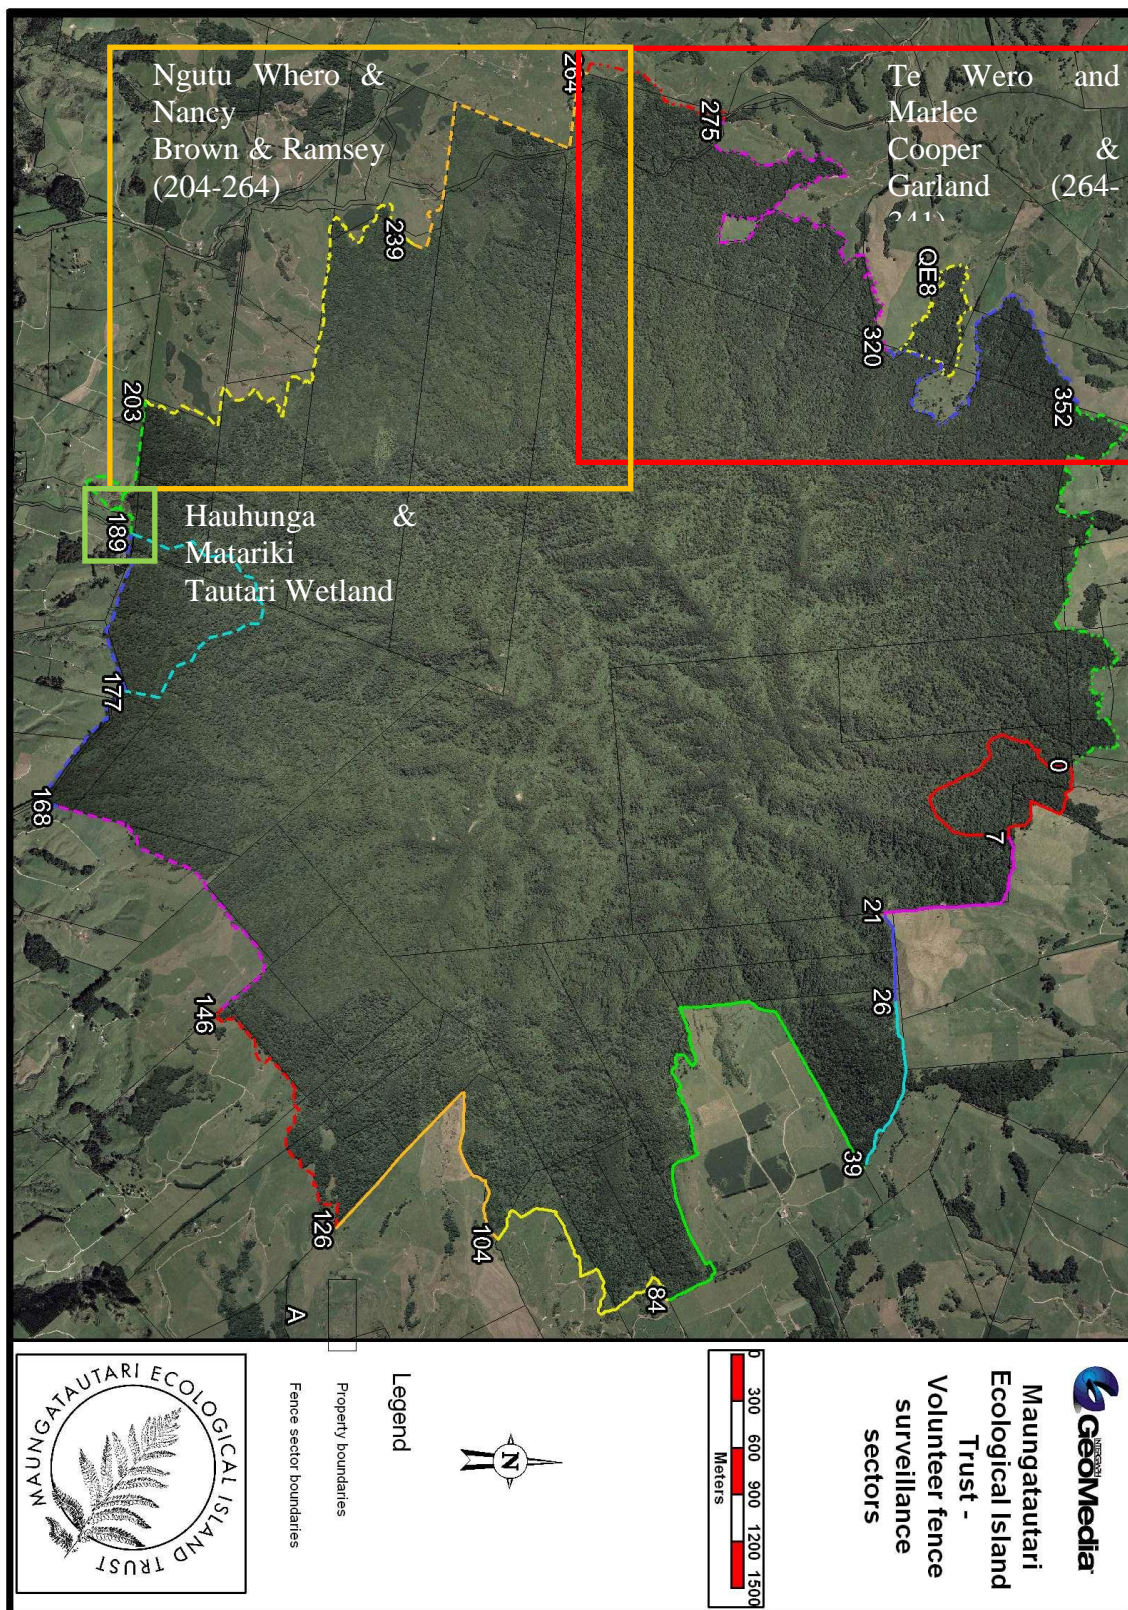 Ngutu Whero &
Nancy
Brown & Ramsey
(204-264)
Te Wero and
Marlee
Cooper &
Garland (264-
341)
Hauhunga &
Matariki
Tautari Wetland
264
275
239
QE8
320
352
203
189
177
168
0
7
21
26
146
39
126
104
84
A
INTERGRAPH
GeoMedia
Maungatautari
Ecological Island
Trust -
Volunteer fence
surveillance
sectors
0 300 600 900 1200 1500
Meters
N
Legend
Property boundaries
Fence sector boundaries
MAUNGATAUTARI ECOLOGICAL ISLAND TRUST